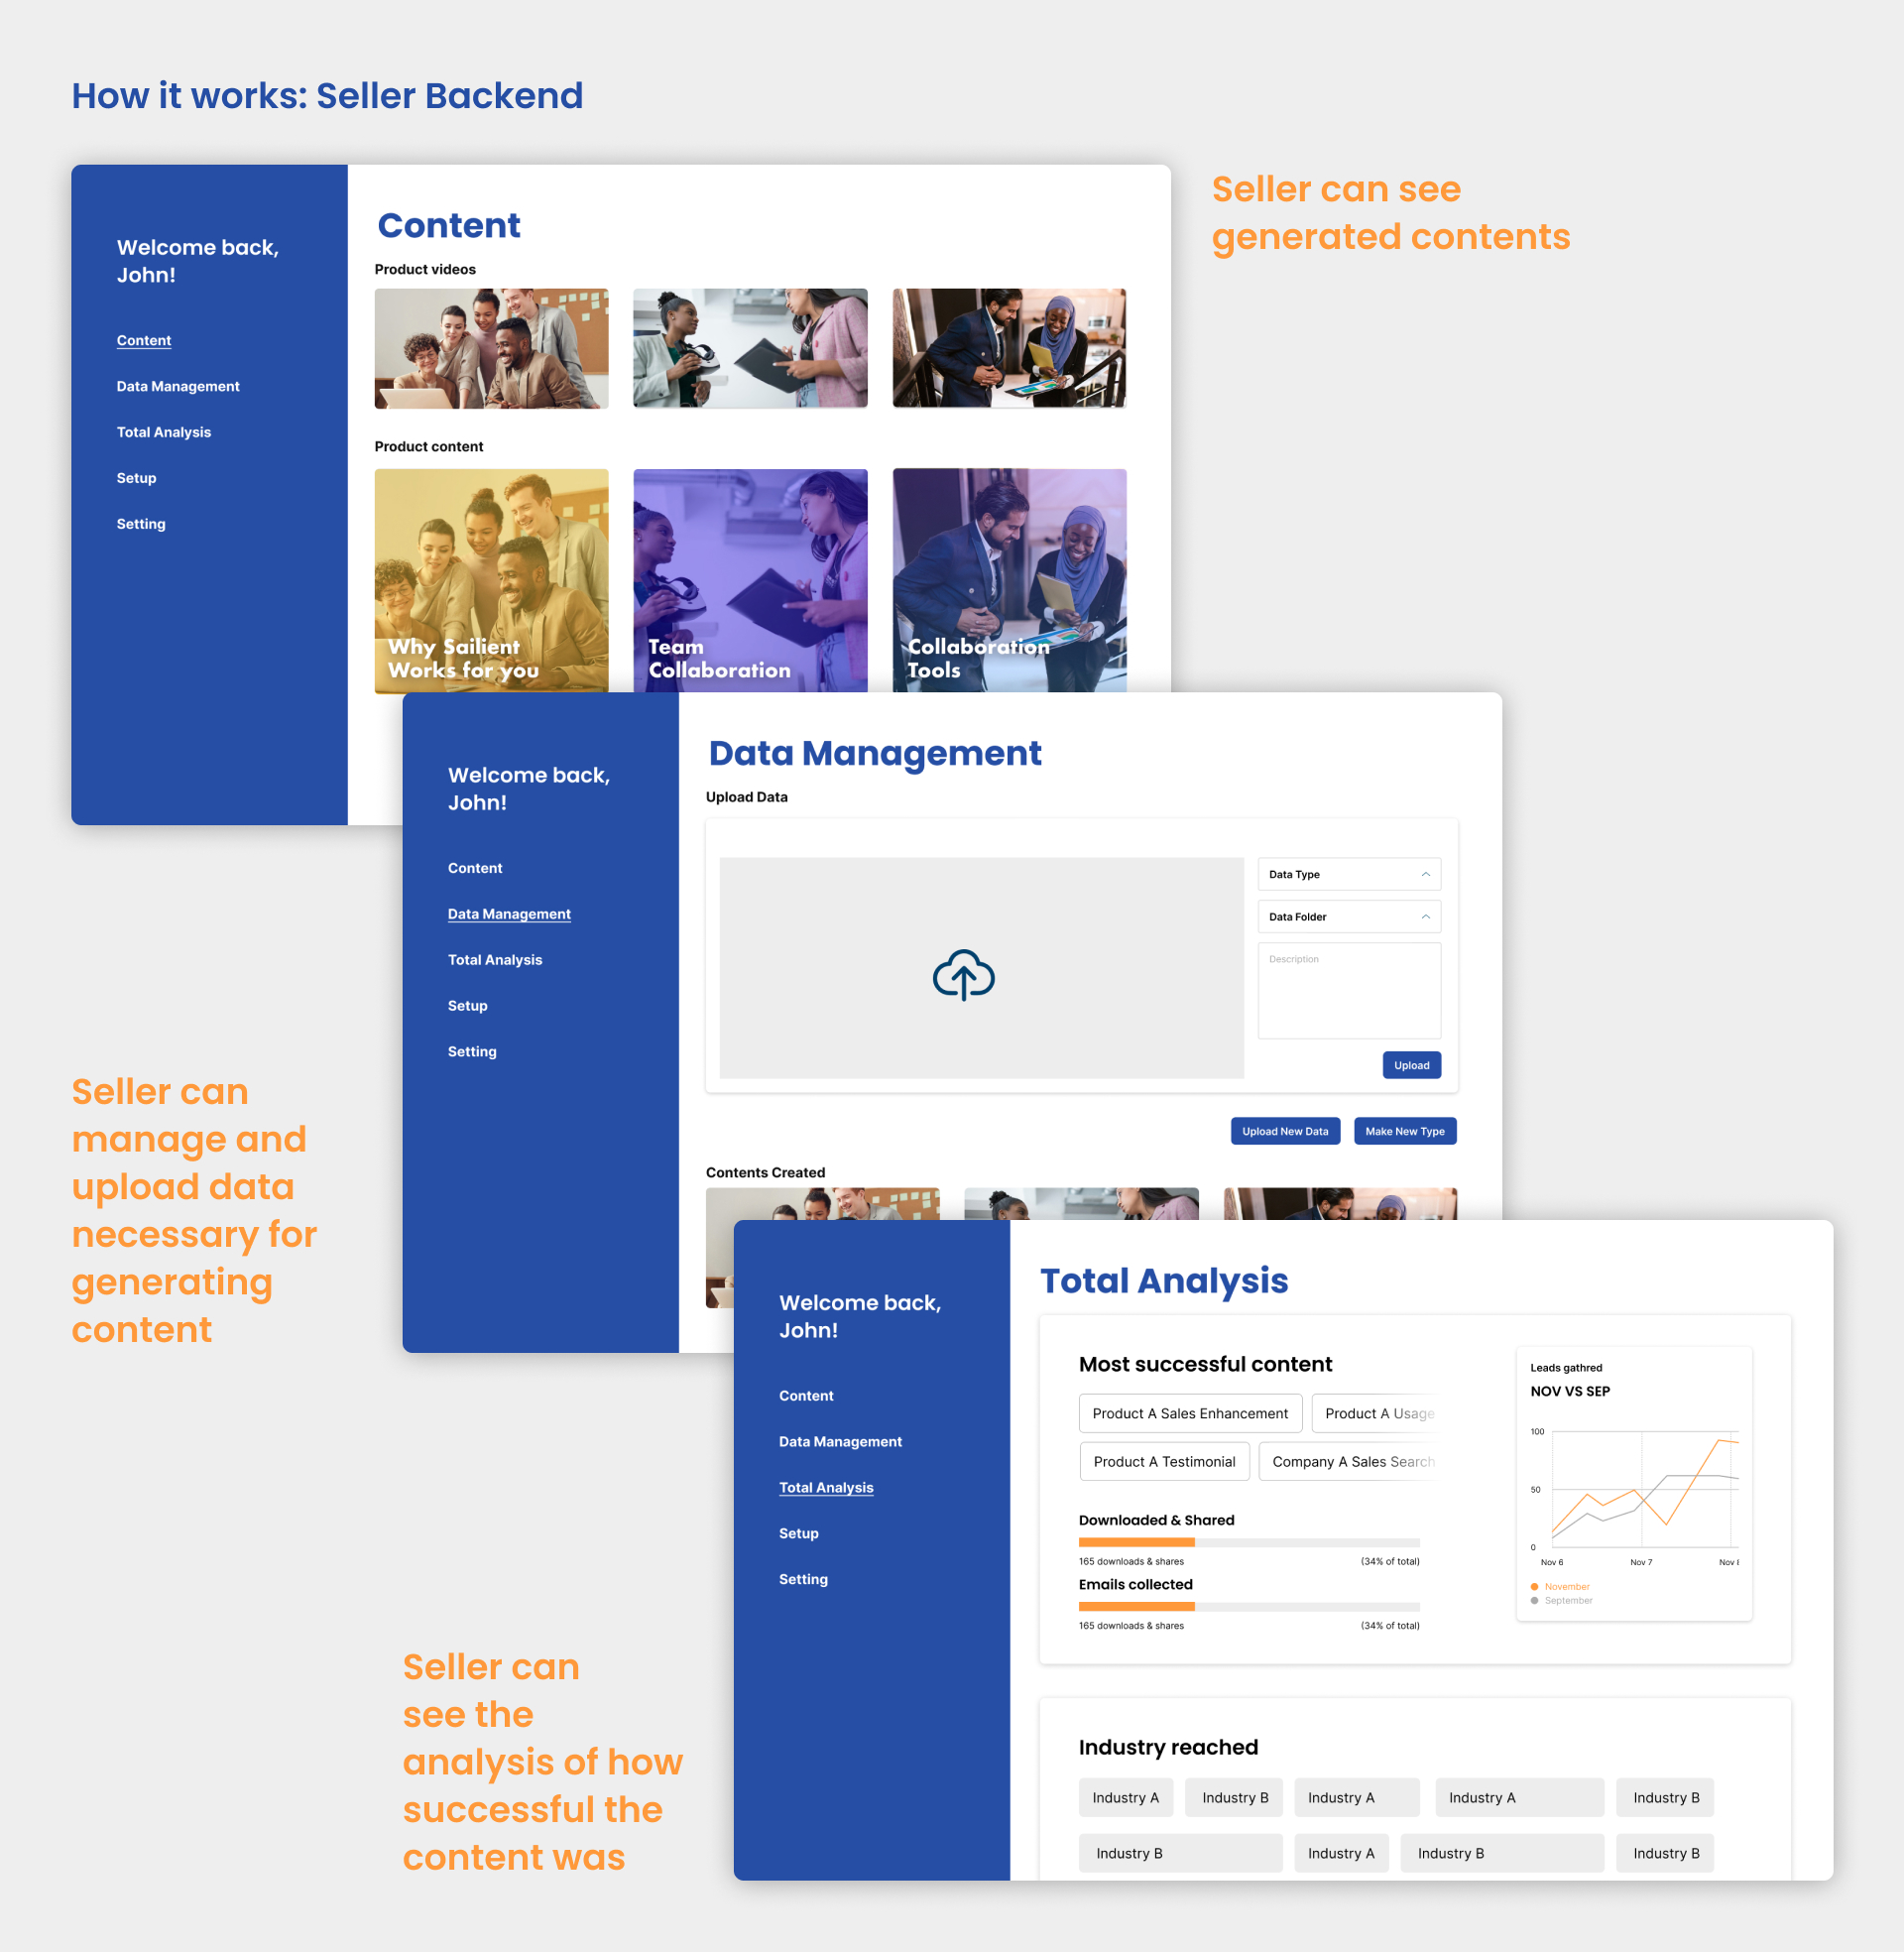 How it works: Seller Backend
Seller can see
generated contents
Welcome back,
John!
Content
Data Management
Total Analysis
Setup
Setting
Content
Product videos
Product content
Why Sailient
Works for you
Team
Collaboration
Collaboration
Tools
Seller can
manage and
upload data
necessary for
generating
content
Welcome back,
John!
Content
Data Management
Total Analysis
Setup
Setting
Data Management
Upload Data
Data Type
Data Folder
Description
Upload
Upload New Data Make New Type
Contents Created
Seller can
see the
analysis of how
successful the
content was
Welcome back,
John!
Content
Data Management
Total Analysis
Setup
Setting
Total Analysis
Most successful content
Product A Sales Enhancement Product A Usage
Product A Testimonial Company A Sales Search
Downloaded & Shared
165 downloads & shares (34% of total)
Emails collected
165 downloads & shares (34% of total)
Leads gathred
NOV VS SEP
100
50
0
Nov 6 Nov 7 Nov
November
September
Industry reached
Industry A Industry B Industry A Industry A Industry B
Industry B Industry A Industry B Industry B